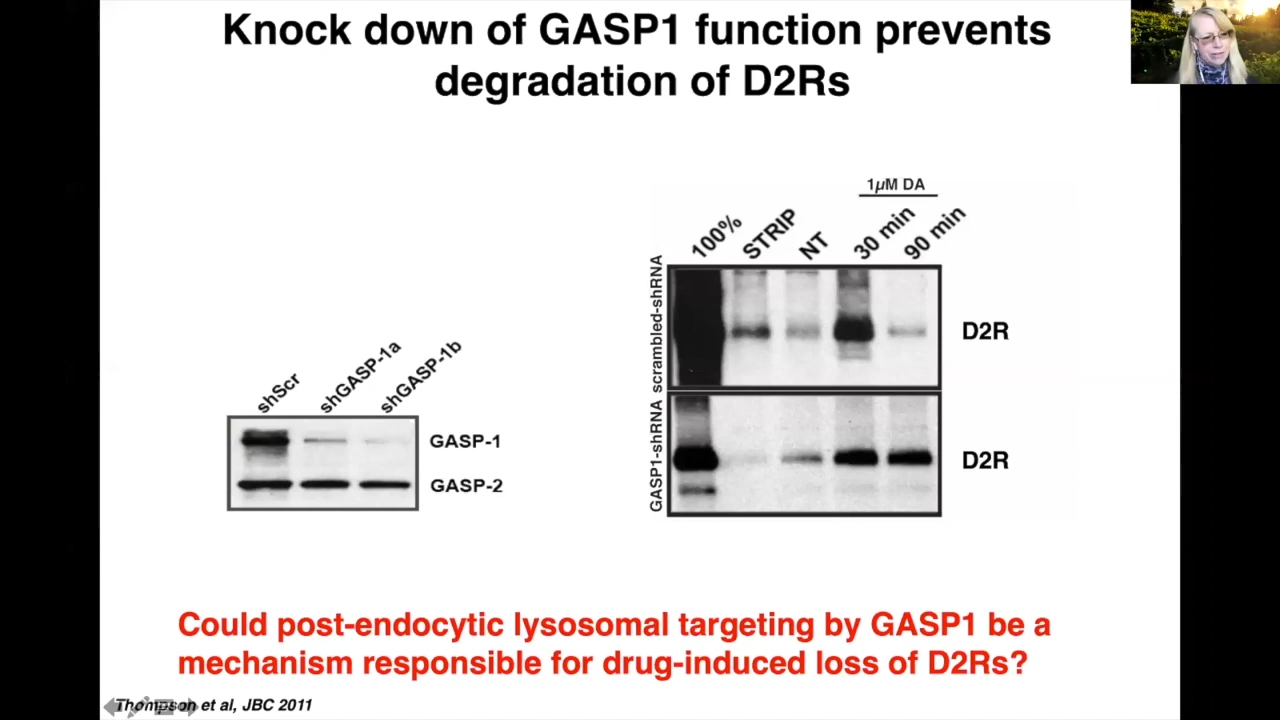 Knock down of GASP1 function prevents
degradation of D2Rs
shScr
shGASP-1a
shGASP-1b
GASP-1
GASP-2
1µM DA
100%
STRIP
NT
30 min
90 min
scrambled-shRNA
D2R
GASP1-shRNA
D2R
Could post-endocytic lysosomal targeting by GASP1 be a
mechanism responsible for drug-induced loss of D2Rs?
Thompson et al, JBC 2011